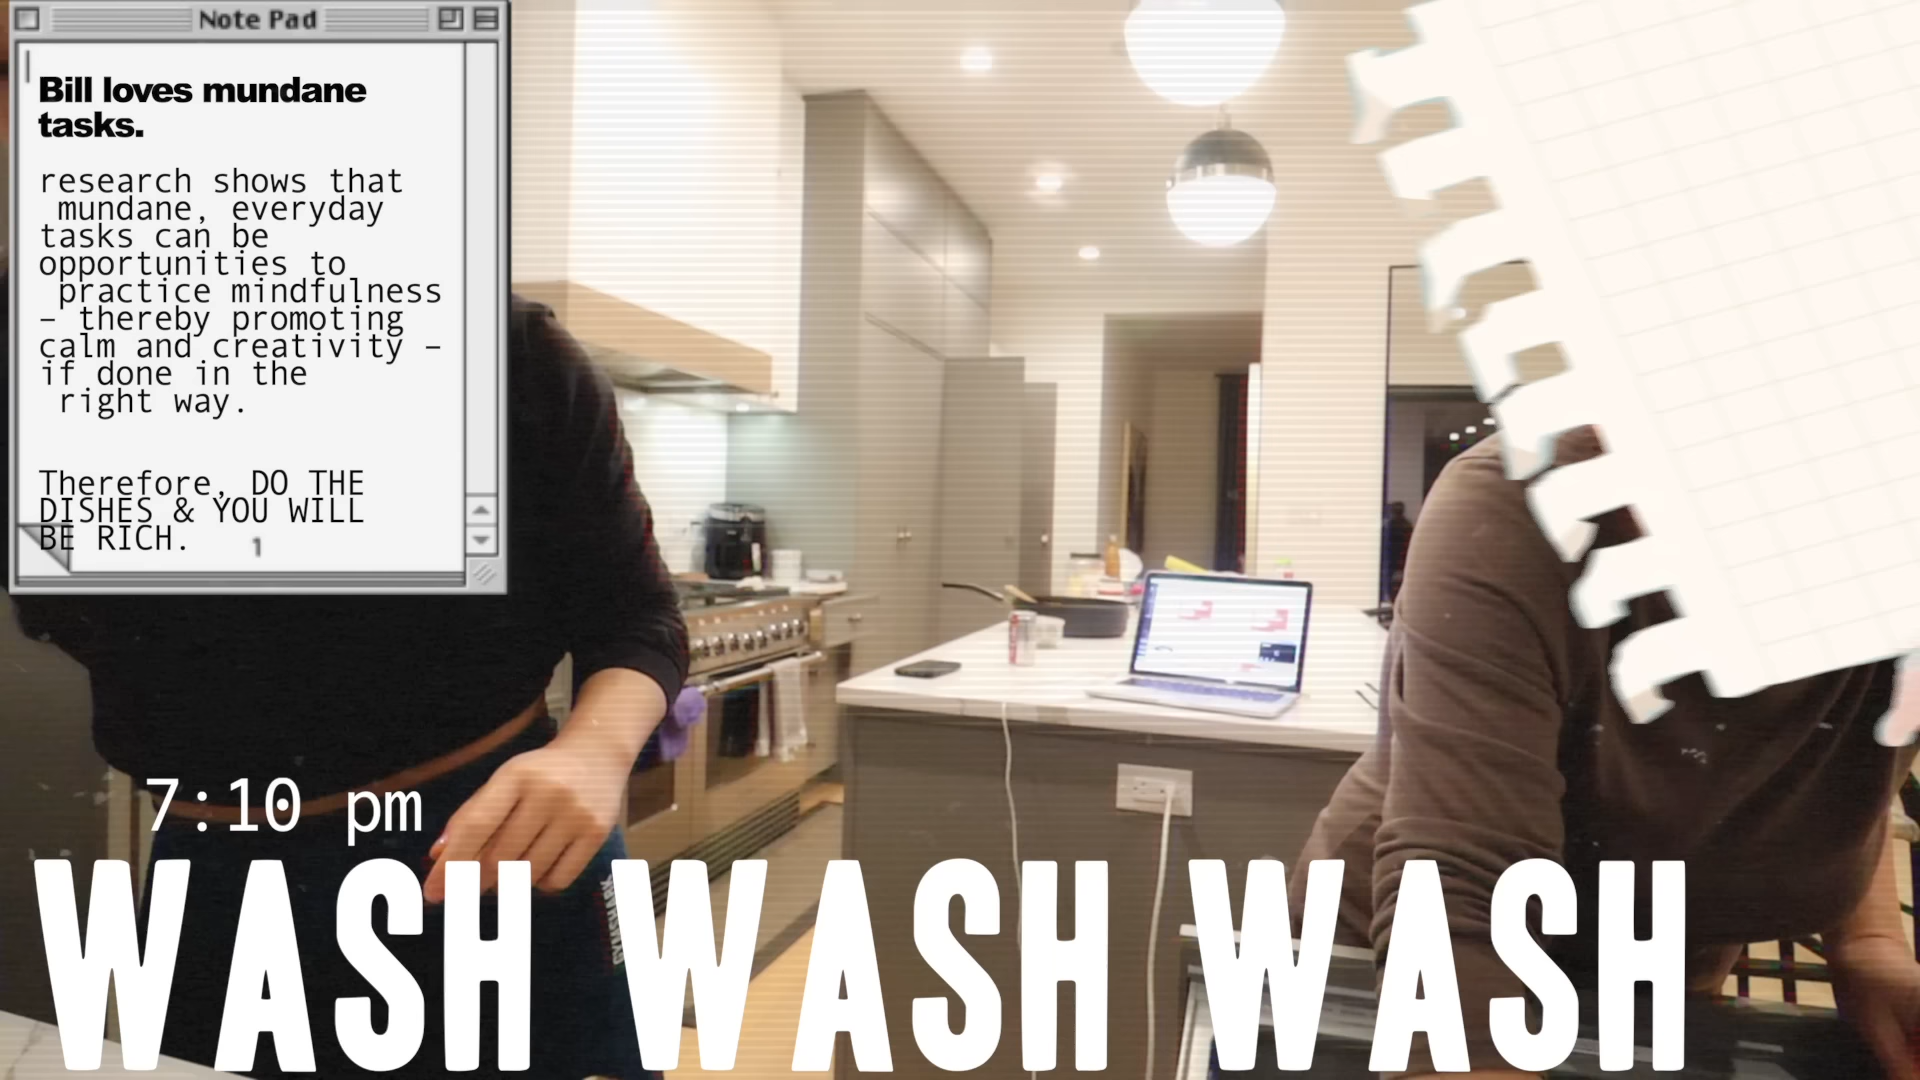 Note Pad
Bill loves mundane
tasks.
research shows that
mundane, everyday
tasks can be
opportunities to
practice mindfulness
– thereby promoting
calm and creativity –
if done in the
right way.
Therefore, DO THE
DISHES & YOU WILL
BE RICH.
1
7:10 pm
WASH WASH WASH
GYMSHARK